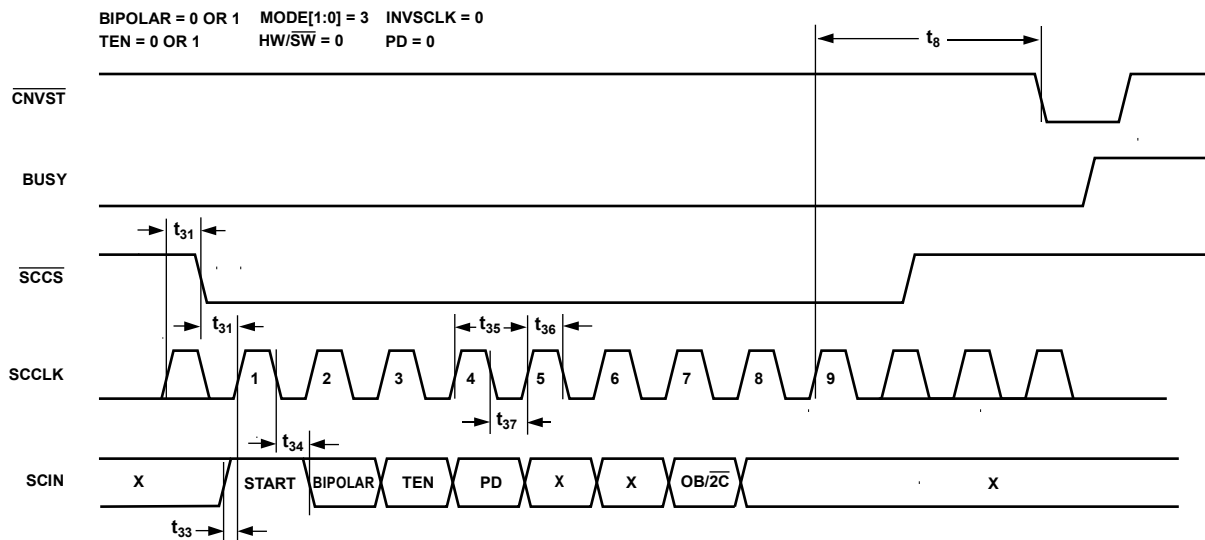 BIPOLAR = 0 OR 1 MODE[1:0] = 3 INVSCLK = 0
TEN = 0 OR 1 HW/SW = 0 PD = 0
t8
CNVST
BUSY
t31
SCCS
t31
t35
t36
SCCLK
1 2 3 4 5 6 7 8 9
t37
t34
SCIN
X START BIPOLAR TEN PD X X OB/2C X
t33